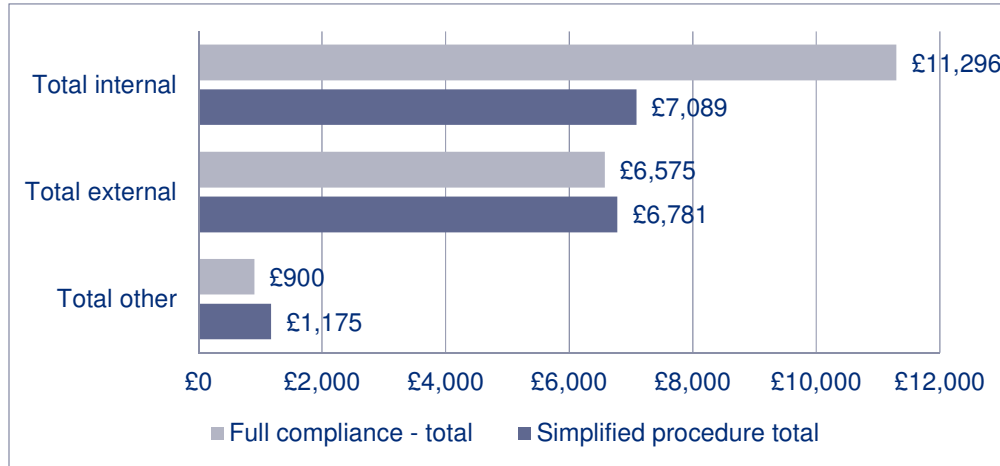 Total internal
£11,296
£7,089
Total external
£6,575
£6,781
Total other
£900
£1,175
£0 £2,000 £4,000 £6,000 £8,000 £10,000 £12,000
Full compliance - total Simplified procedure total